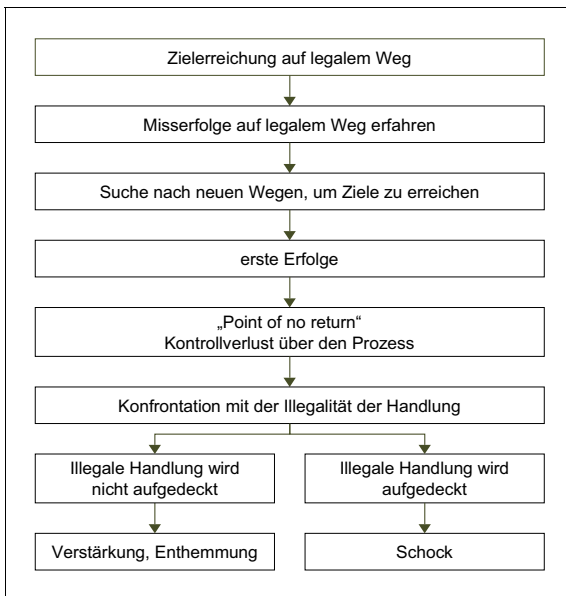 Zielerreichung auf legalem Weg
Misserfolge auf legalem Weg erfahren
Suche nach neuen Wegen, um Ziele zu erreichen
erste Erfolge
„Point of no return“
Kontrollverlust über den Prozess
Konfrontation mit der Illegalität der Handlung
Illegale Handlung wird
nicht aufgedeckt
Illegale Handlung wird
aufgedeckt
Verstärkung, Enthemmung
Schock